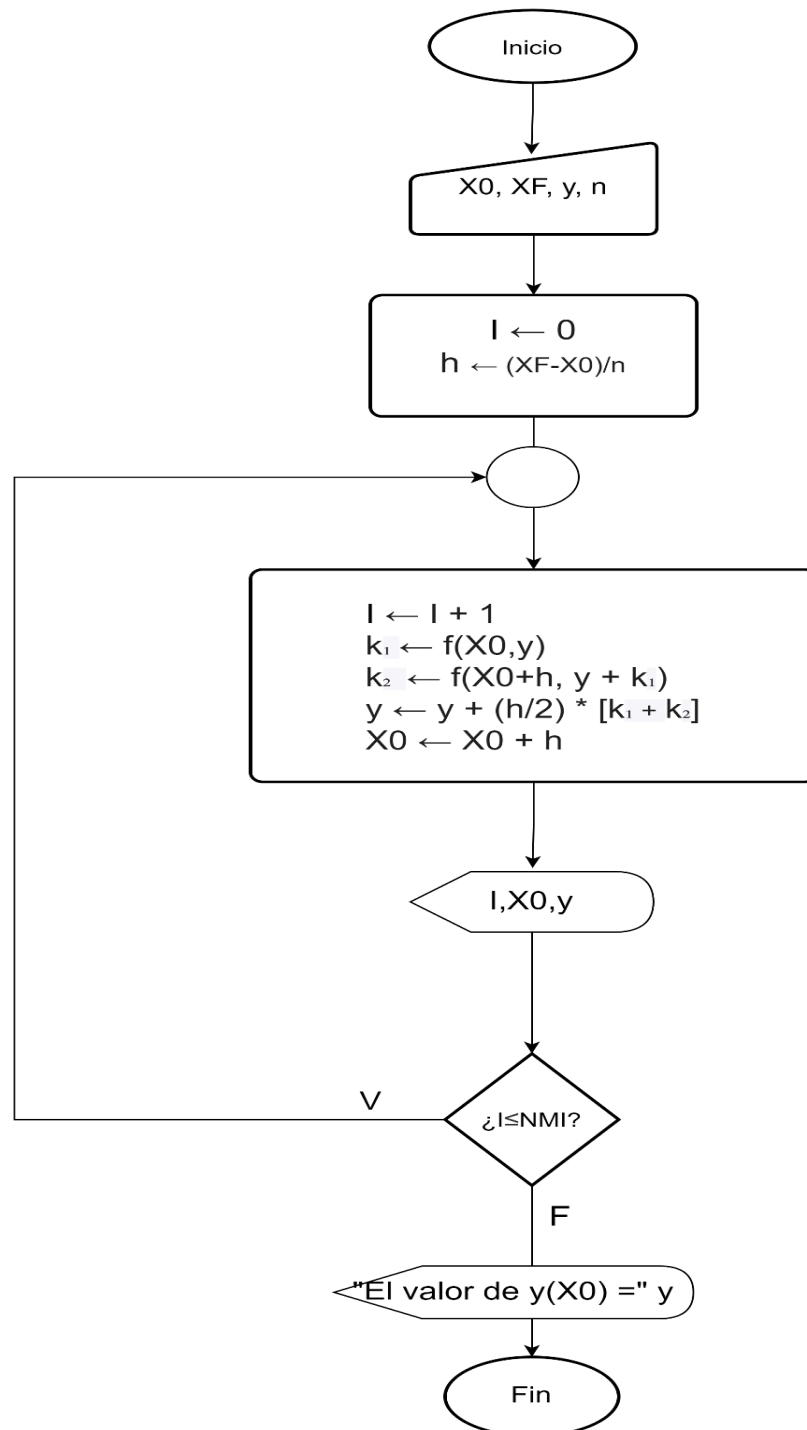 Inicio
X0, XF, y, n
I ← 0
h ← (XF-X0)/n
I ← I + 1
k₁ ← f(X0,y)
k₂ ← f(X0+h, y + k₁)
y ← y + (h/2) * [k₁ + k₂]
X0 ← X0 + h
I,X0,y
V
¿I≤NMI?
F
"El valor de y(X0) =" y
Fin